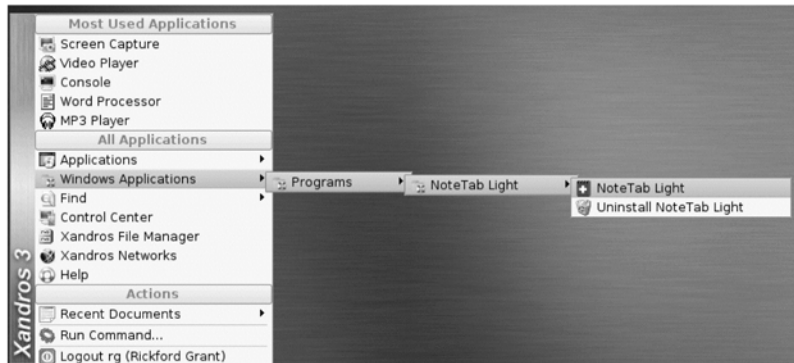 Most Used Applications
Screen Capture
Video Player
Console
Word Processor
MP3 Player
All Applications
Applications
Windows Applications
Programs
NoteTab Light
NoteTab Light
Uninstall NoteTab Light
Find
Control Center
Xandros File Manager
Xandros Networks
Help
Actions
Recent Documents
Run Command...
Logout rg (Rickford Grant)
Xandros 3